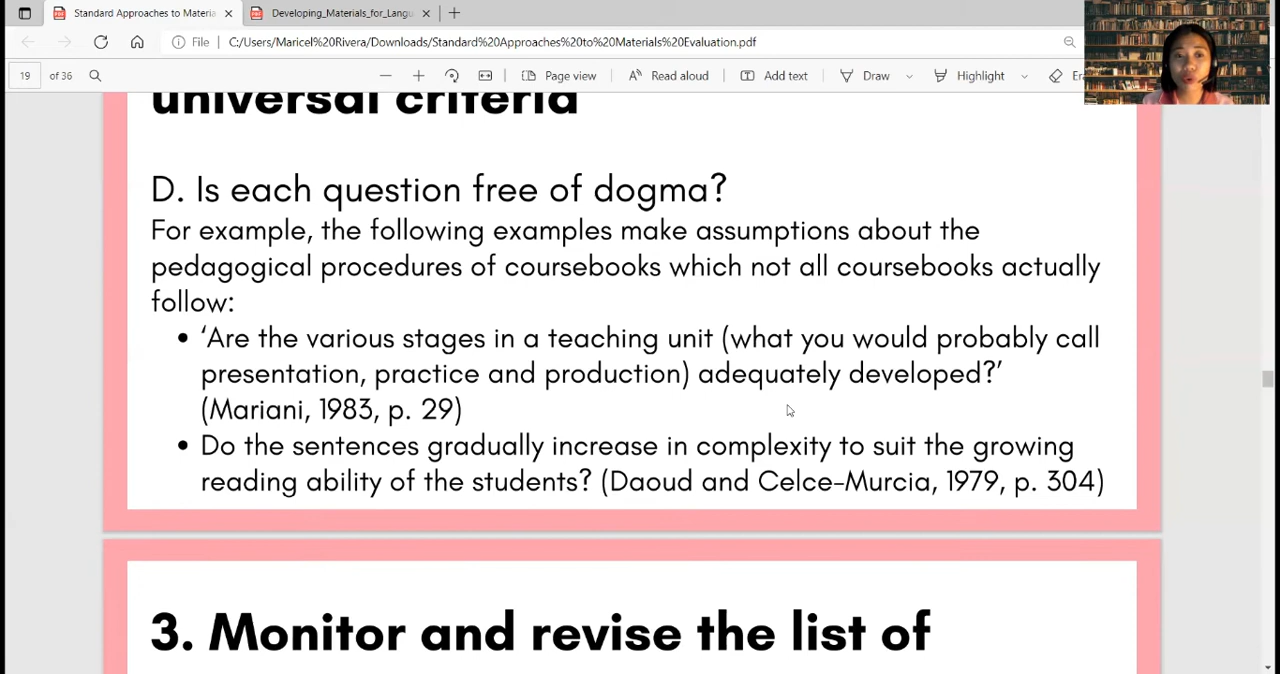 Standard Approaches to Materia
Developing_Materials_for_Langu
File
C:/Users/Maricel%20Rivera/Downloads/Standard%20Approaches%20to%20Materials%20Evaluation.pdf
19 of 36
Page view
Read aloud
Add text
Draw
Highlight
universal criteria
D. Is each question free of dogma?
For example, the following examples make assumptions about the
pedagogical procedures of coursebooks which not all coursebooks actually
follow:
• ‘Are the various stages in a teaching unit (what you would probably call
presentation, practice and production) adequately developed?’
(Mariani, 1983, p. 29)
• Do the sentences gradually increase in complexity to suit the growing
reading ability of the students? (Daoud and Celce-Murcia, 1979, p. 304)
3. Monitor and revise the list of